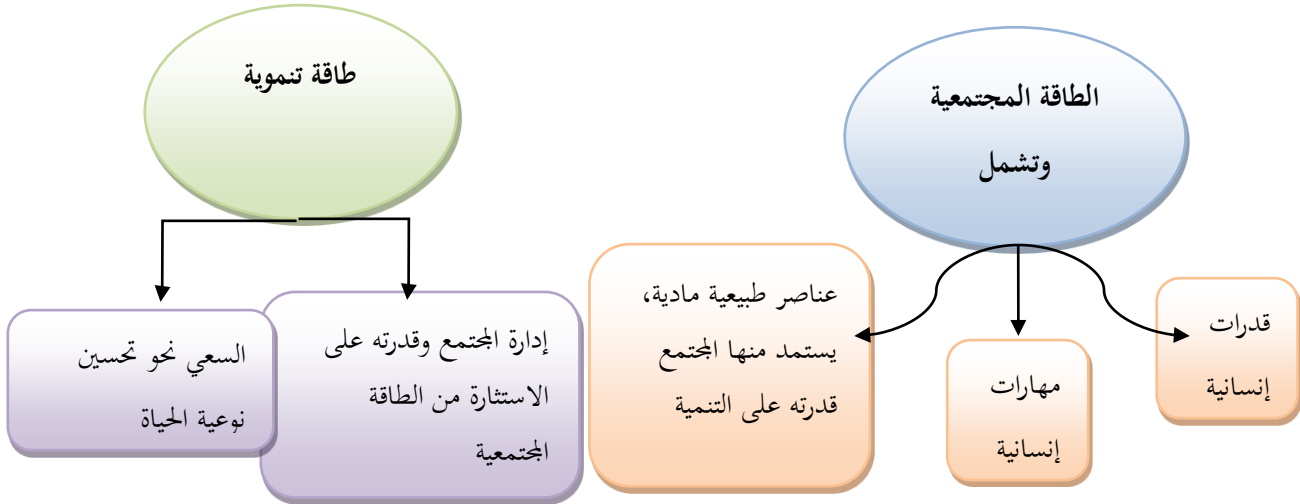 الطاقة المجتمعية
وتشمل
قدرات
إنسانية
مهارات
إنسانية
عناصر طبيعية مادية،
يستمد منها المجتمع
قدرته على التنمية
طاقة تنموية
إدارة المجتمع وقدرته على
الاستثارة من الطاقة
المجتمعية
السعي نحو تحسين
نوعية الحياة